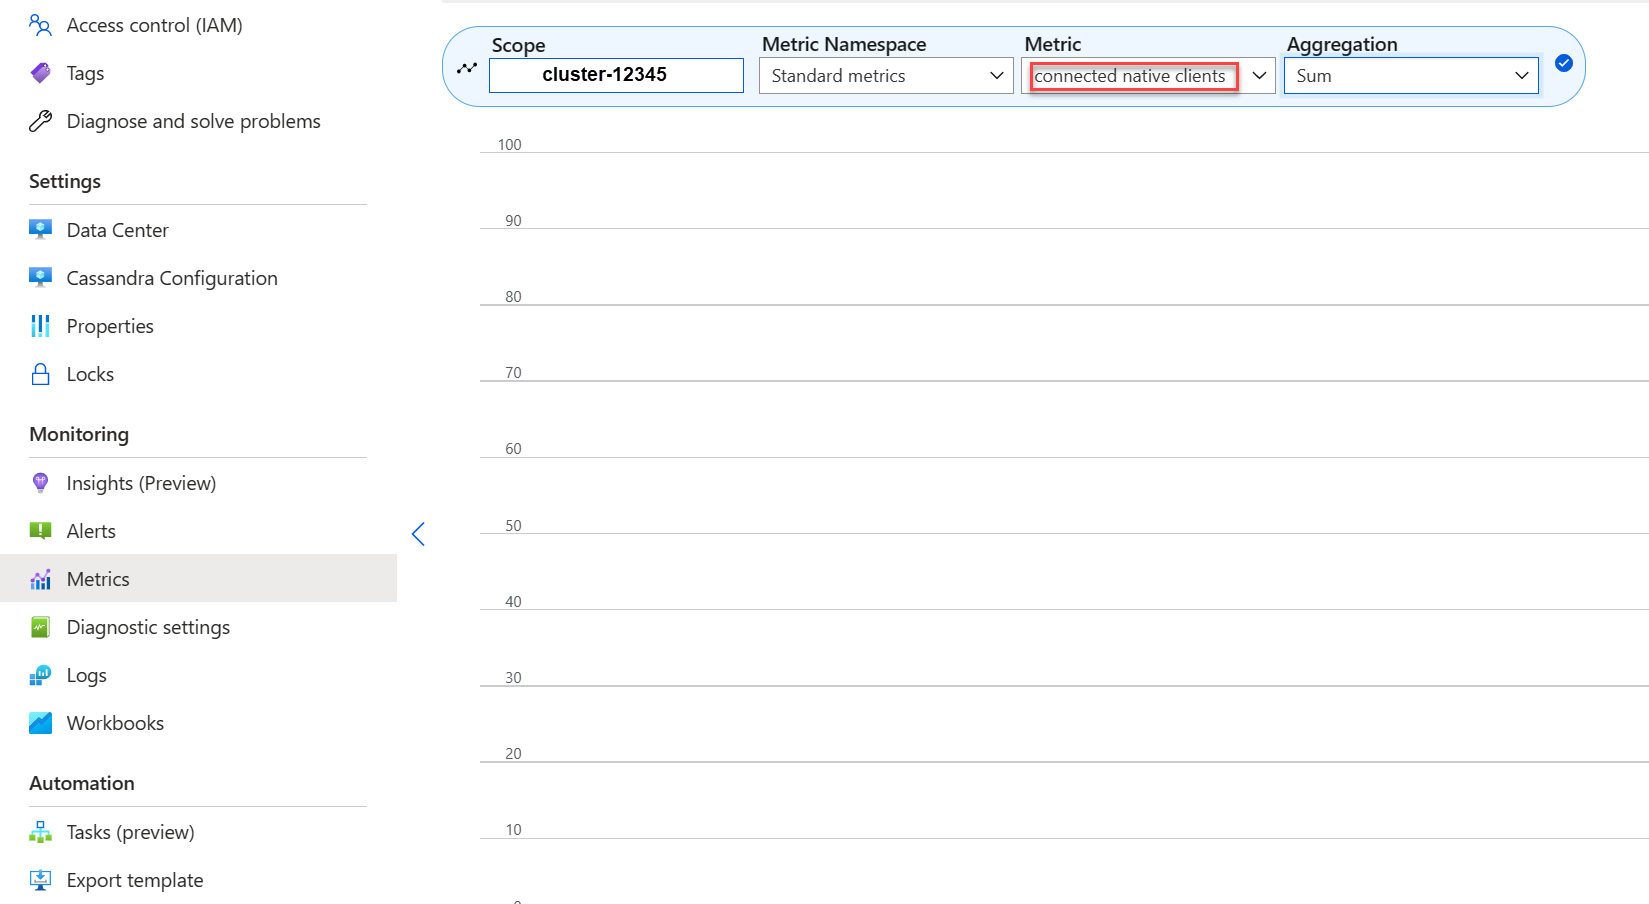 Access control (IAM)
Tags
Diagnose and solve problems
Settings
Data Center
Cassandra Configuration
Properties
Locks
Monitoring
Insights (Preview)
Alerts
Metrics
Diagnostic settings
Logs
Workbooks
Automation
Tasks (preview)
Export template
Scope
cluster-12345
Metric Namespace
Standard metrics
Metric
connected native clients
Aggregation
Sum
100
90
80
70
60
50
40
30
20
10